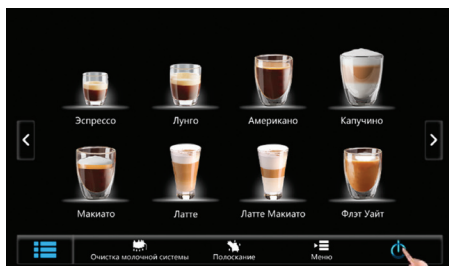 Эспрессо
Лунго
Американо
Капучино
Макиато
Латте
Латте Макиато
Флэт Уайт
Очистка молочной системы
Полоскание
Меню